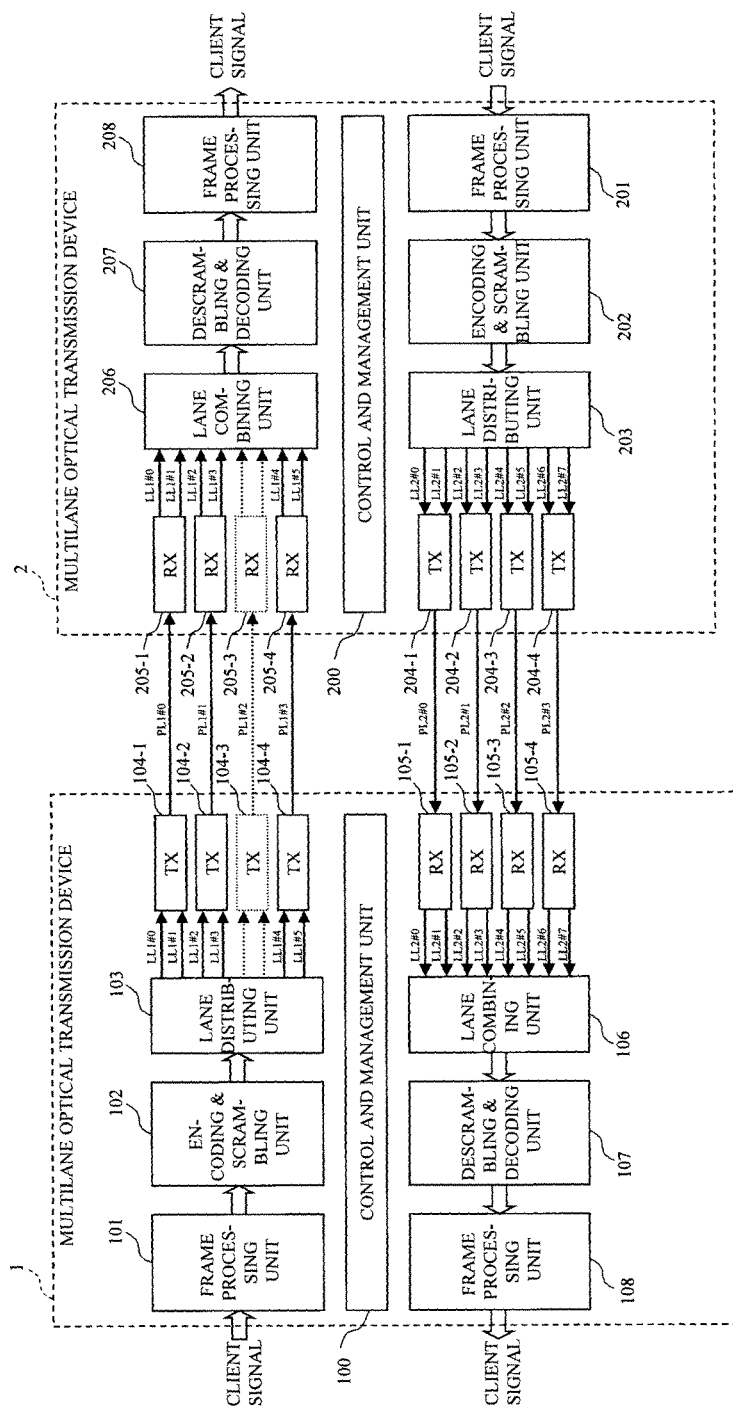 1
MULTILANE OPTICAL TRANSMISSION DEVICE
CLIENT
SIGNAL
101
FRAME
PROCES-
SING
UNIT
102
EN-
CODING &
SCRAM-
BLING
UNIT
103
LANE
DISTRIB-
UTING
UNIT
LL1#0
LL1#1
LL1#2
LL1#3
LL1#4
LL1#5
TX
TX
TX
TX
104-1
104-2
104-3
104-4
PL1#0
PL1#1
PL1#2
PL1#3
2
MULTILANE OPTICAL TRANSMISSION DEVICE
205-1
205-2
205-3
205-4
RX
RX
RX
RX
LL1#0
LL1#1
LL1#2
LL1#3
LL1#4
LL1#5
206
LANE
COM-
BINING
UNIT
207
DESCRAM-
BLING &
DECODING
UNIT
208
FRAME
PROCES-
SING UNIT
CLIENT
SIGNAL
100
CONTROL AND MANAGEMENT UNIT
200
CONTROL AND MANAGEMENT UNIT
CLIENT
SIGNAL
108
FRAME
PROCES-
SING
UNIT
107
DESCRAM-
BLING &
DECODING
UNIT
106
LANE
COMBIN-
ING
UNIT
LL2#0
LL2#1
LL2#2
LL2#3
LL2#4
LL2#5
LL2#6
LL2#7
RX
RX
RX
RX
105-1
105-2
105-3
105-4
PL2#0
PL2#1
PL2#2
PL2#3
204-1
204-2
204-3
204-4
TX
TX
TX
TX
LL2#0
LL2#1
LL2#2
LL2#3
LL2#4
LL2#5
LL2#6
LL2#7
203
LANE
DISTRI-
BUTING
UNIT
202
ENCODING
& SCRAM-
BLING UNIT
201
FRAME
PROCES-
SING UNIT
CLIENT
SIGNAL